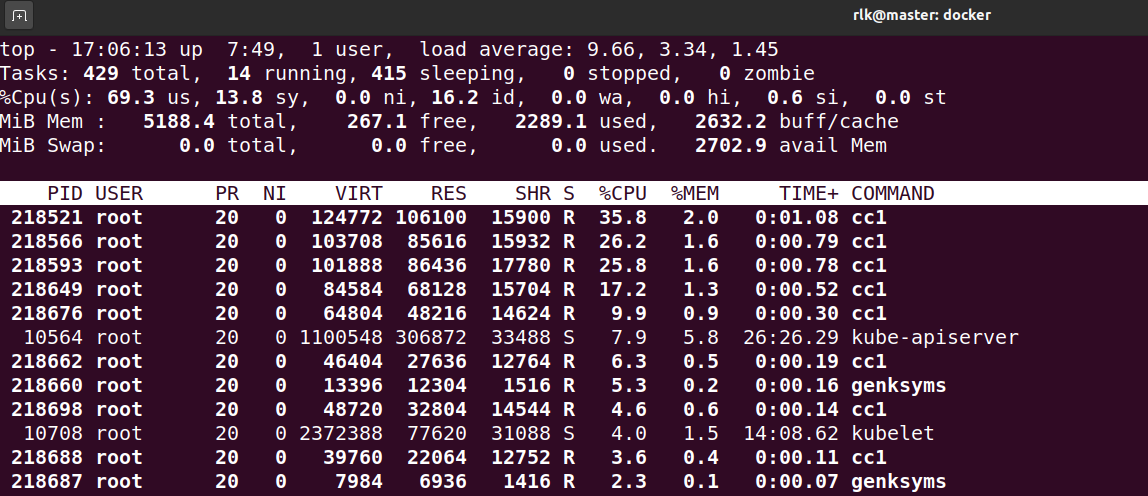 rlk@master: docker
top - 17:06:13 up  7:49,  1 user,  load average: 9.66, 3.34, 1.45
Tasks: 429 total,  14 running, 415 sleeping,   0 stopped,   0 zombie
%Cpu(s): 69.3 us, 13.8 sy,  0.0 ni, 16.2 id,  0.0 wa,  0.0 hi,  0.6 si,  0.0 st
MiB Mem :   5188.4 total,    267.1 free,   2289.1 used,   2632.2 buff/cache
MiB Swap:      0.0 total,      0.0 free,      0.0 used.   2702.9 avail Mem
PID USER      PR  NI    VIRT    RES    SHR S  %CPU  %MEM     TIME+ COMMAND
218521 root      20   0  124772 106100  15900 R  35.8   2.0   0:01.08 cc1
218566 root      20   0  103708  85616  15932 R  26.2   1.6   0:00.79 cc1
218593 root      20   0  101888  86436  17780 R  25.8   1.6   0:00.78 cc1
218649 root      20   0   84584  68128  15704 R  17.2   1.3   0:00.52 cc1
218676 root      20   0   64804  48216  14624 R   9.9   0.9   0:00.30 cc1
10564 root      20   0 1100548 306872  33488 S   7.9   5.8  26:26.29 kube-apiserver
218662 root      20   0   46404  27636  12764 R   6.3   0.5   0:00.19 cc1
218660 root      20   0   13396  12304   1516 R   5.3   0.2   0:00.16 genksyms
218698 root      20   0   48720  32804  14544 R   4.6   0.6   0:00.14 cc1
10708 root      20   0 2372388  77620  31088 S   4.0   1.5  14:08.62 kubelet
218688 root      20   0   39760  22064  12752 R   3.6   0.4   0:00.11 cc1
218687 root      20   0    7984   6936   1416 R   2.3   0.1   0:00.07 genksyms